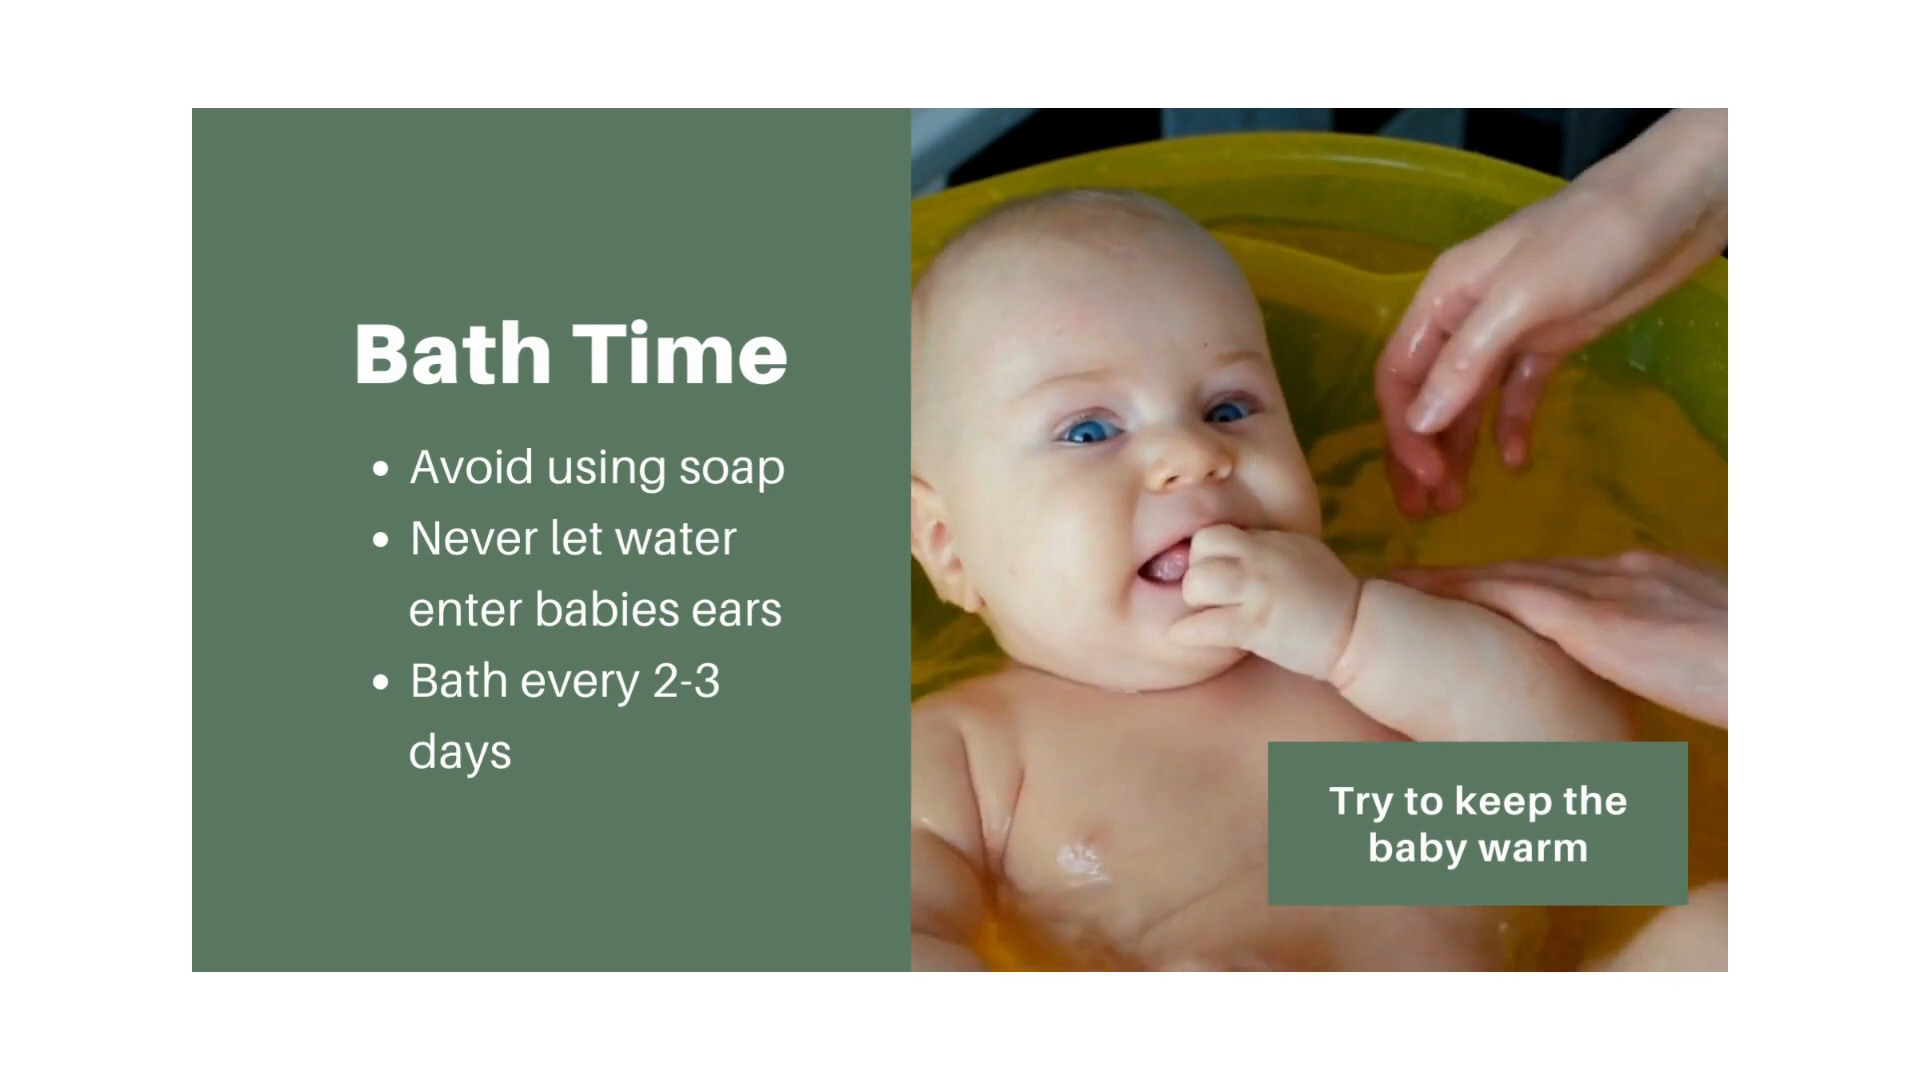 Bath Time
• Avoid using soap
• Never let water
enter babies ears
• Bath every 2-3
days
Try to keep the
baby warm